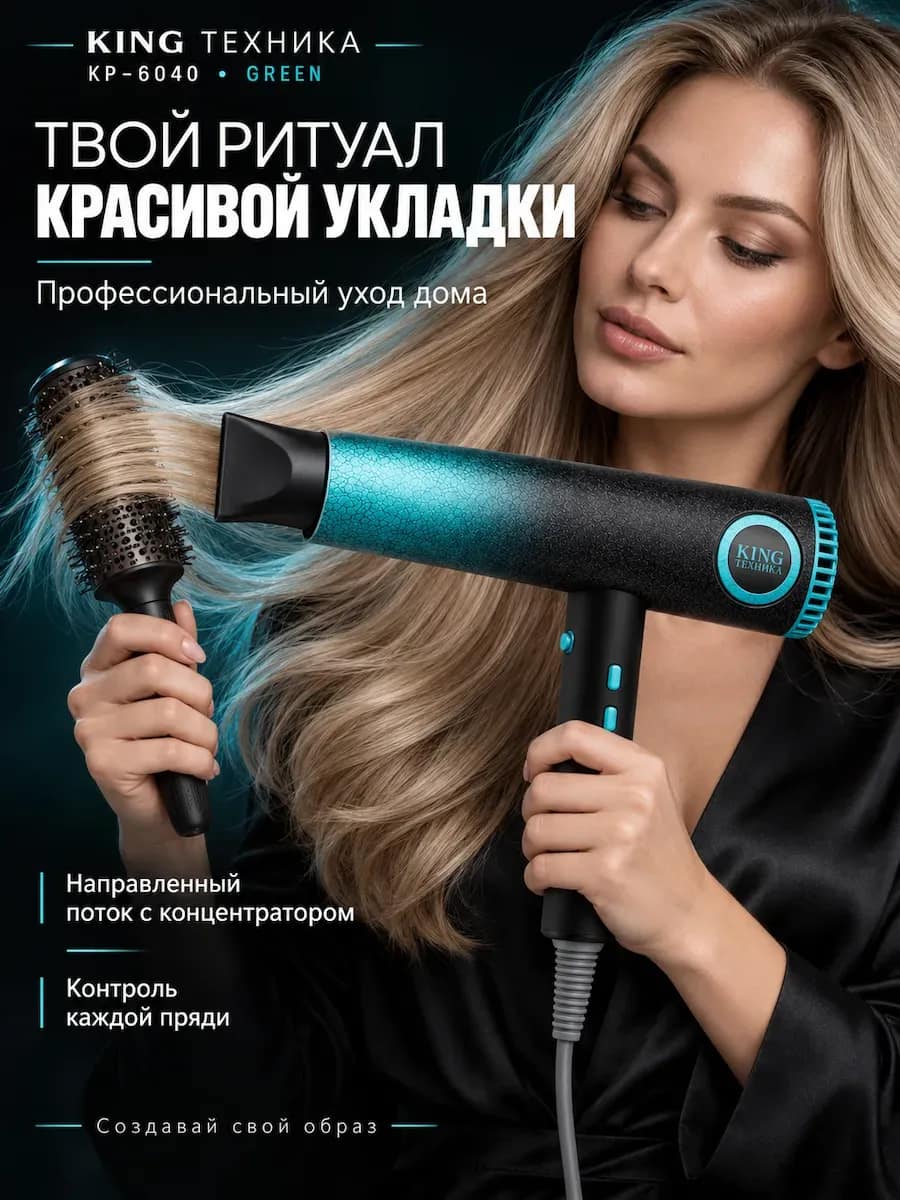 KING ТЕХНИКА
KP-6040 • GREEN
ТВОЙ РИТУАЛ
КРАСИВОЙ УКЛАДКИ
Профессиональный уход дома
KING
ТЕХНИКА
Направленный
поток с концентратором
Контроль
каждой пряди
Создавай свой образ